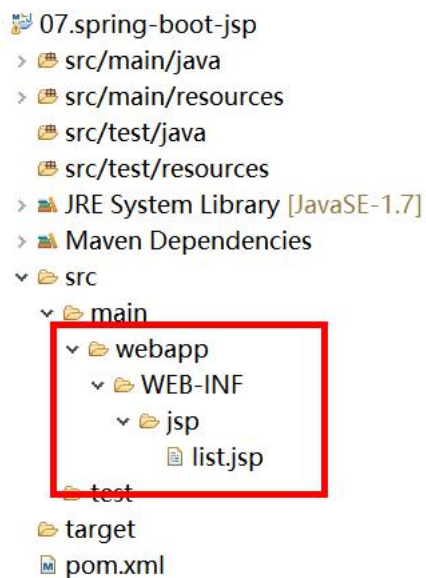 07.spring-boot-jsp
src/main/java
src/main/resources
src/test/java
src/test/resources
JRE System Library [JavaSE-1.7]
Maven Dependencies
src
main
webapp
WEB-INF
jsp
list.jsp
test
target
pom.xml